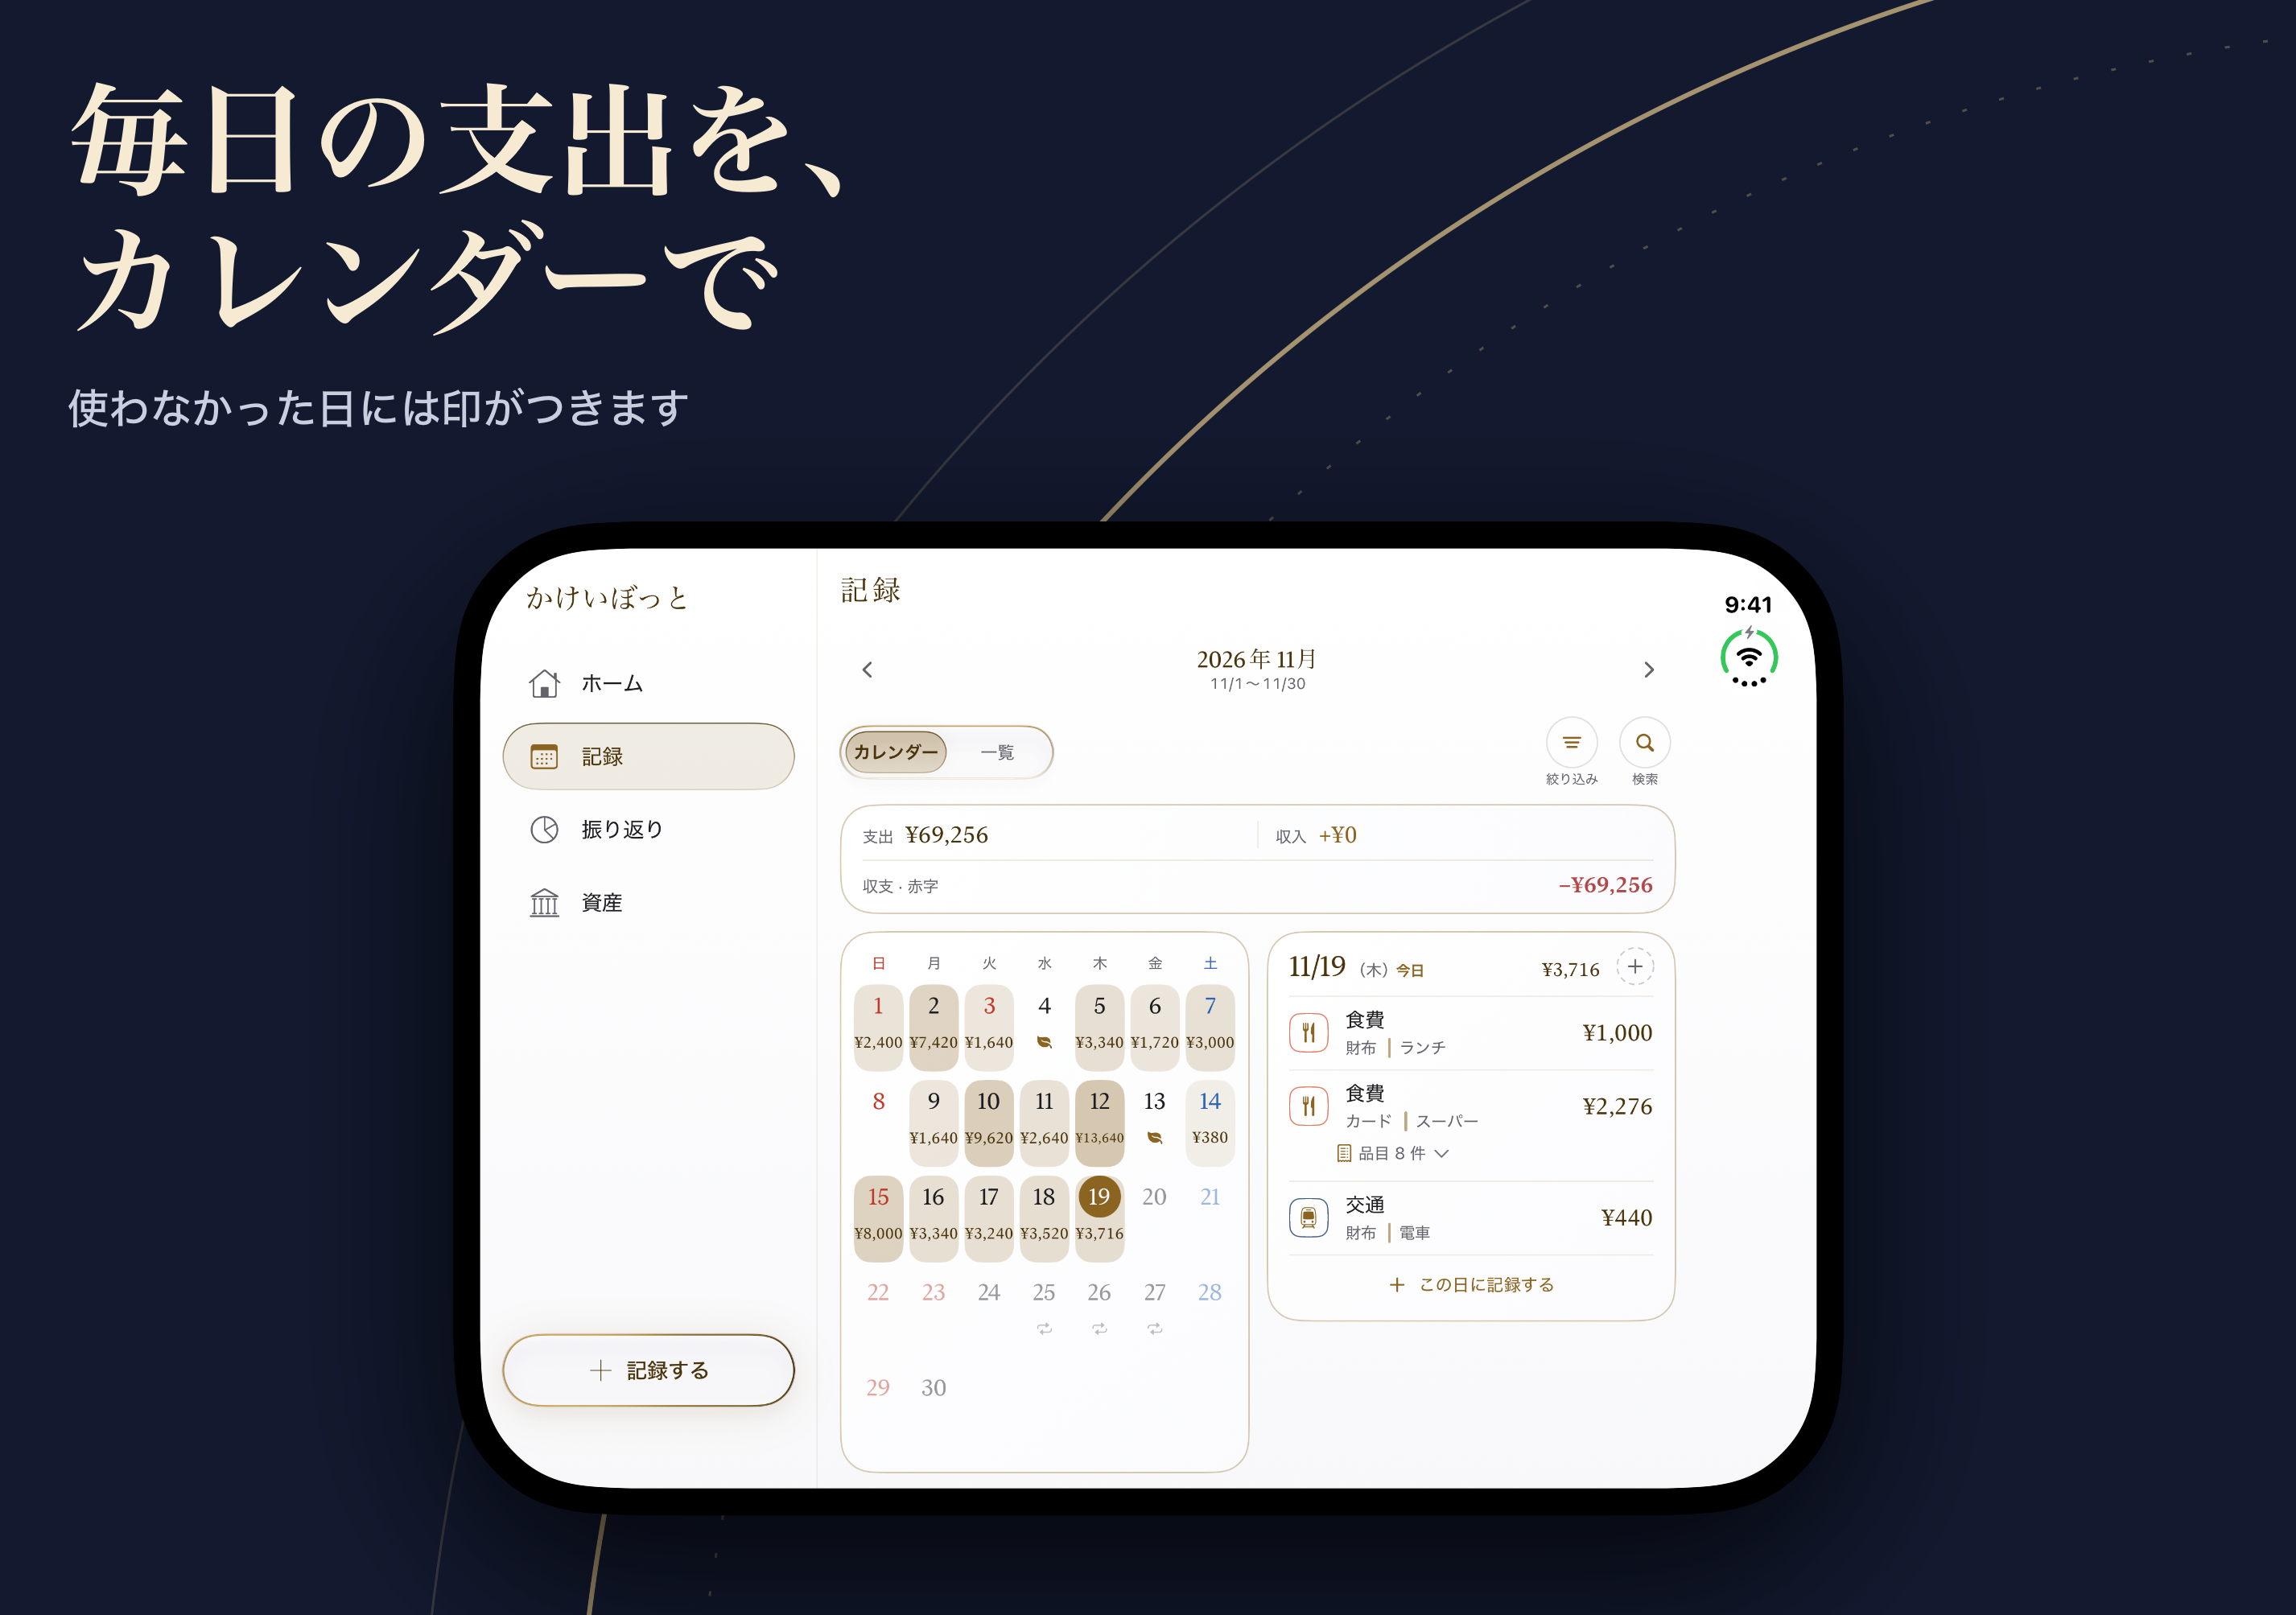 毎日の支出を、
カレンダーで
使わなかった日には印がつきます
かけいぼっと
ホーム
記録
振り返り
資産
記録する
記録
9:41
2026年 11月
11/1〜11/30
カレンダー 一覧
絞り込み 検索
支出 ¥69,256 収入 +¥0
収支・赤字 −¥69,256
日 月 火 水 木 金 土
1 2 3 4 5 6 7
¥2,400 ¥7,420 ¥1,640 ¥3,340 ¥1,720 ¥3,000
8 9 10 11 12 13 14
¥1,640 ¥9,620 ¥2,640 ¥13,640 ¥380
15 16 17 18 19 20 21
¥8,000 ¥3,340 ¥3,240 ¥3,520 ¥3,716
22 23 24 25 26 27 28
29 30
11/19 (木) 今日 ¥3,716
食費
財布 ランチ
¥1,000
食費
カード スーパー
¥2,276
品目 8 件
交通
財布 電車
¥440
この日に記録する